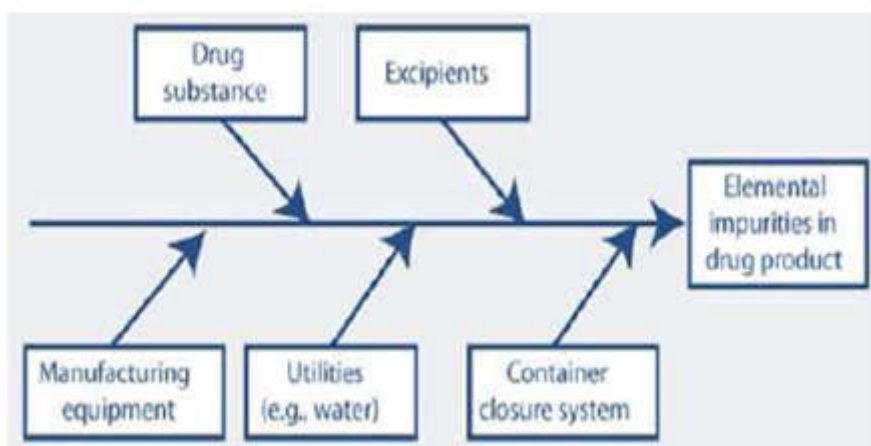 Drug
substance
Excipients
Elemental
impurities in
drug product
Manufacturing
equipment
Utilities
(e.g., water)
Container
closure system